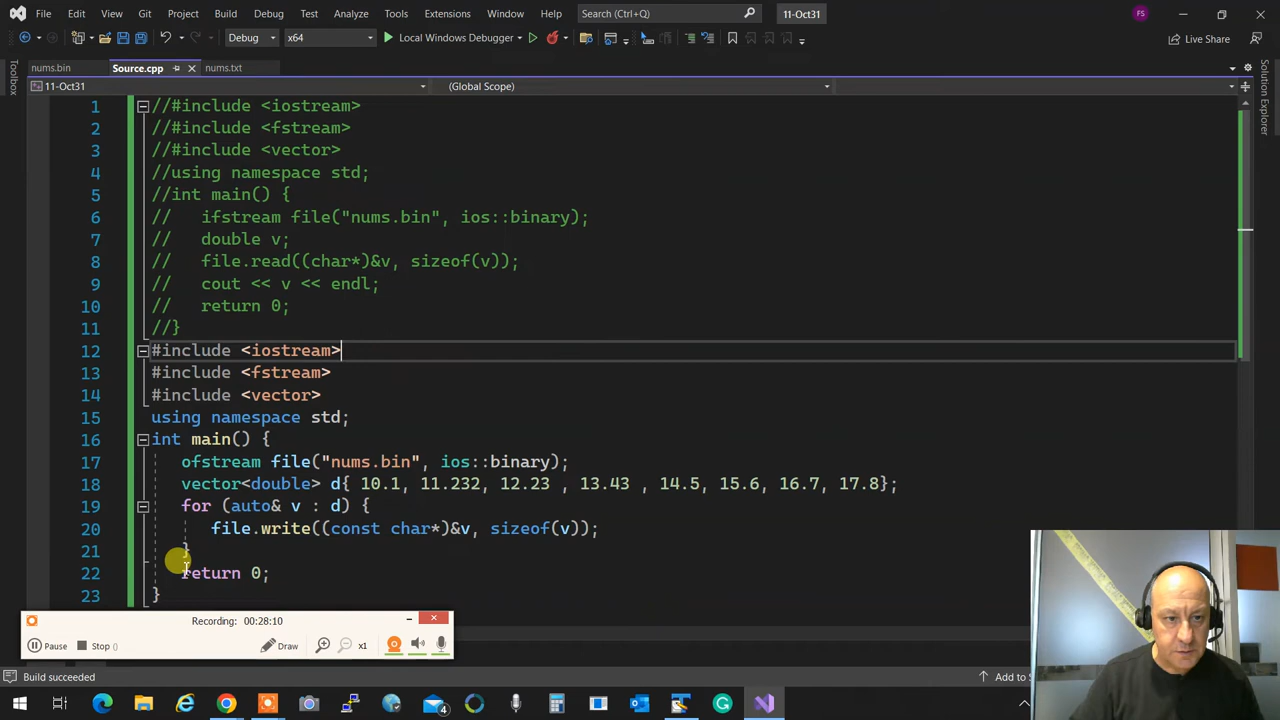 File Edit View Git Project Build Debug Test Analyze Tools Extensions Window Help Search (Ctrl+Q) 11-Oct31 FS
Debug x64 Local Windows Debugger Live Share
nums.bin Source.cpp nums.txt
11-Oct31 (Global Scope)
Toolbox
Solution Explorer
1 //#include <iostream>
2 //#include <fstream>
3 //#include <vector>
4 //using namespace std;
5 //int main() {
6 // ifstream file("nums.bin", ios::binary);
7 // double v;
8 // file.read((char*)&v, sizeof(v));
9 // cout << v << endl;
10 // return 0;
11 //}
12 #include <iostream>
13 #include <fstream>
14 #include <vector>
15 using namespace std;
16 int main() {
17 ofstream file("nums.bin", ios::binary);
18 vector<double> d{ 10.1, 11.232, 12.23 , 13.43 , 14.5, 15.6, 16.7, 17.8};
19 for (auto& v : d) {
20 file.write((const char*)&v, sizeof(v));
21 }
22 return 0;
23 }
Recording: 00:28:10
Pause Stop () Draw x1
Build succeeded Add to S
4